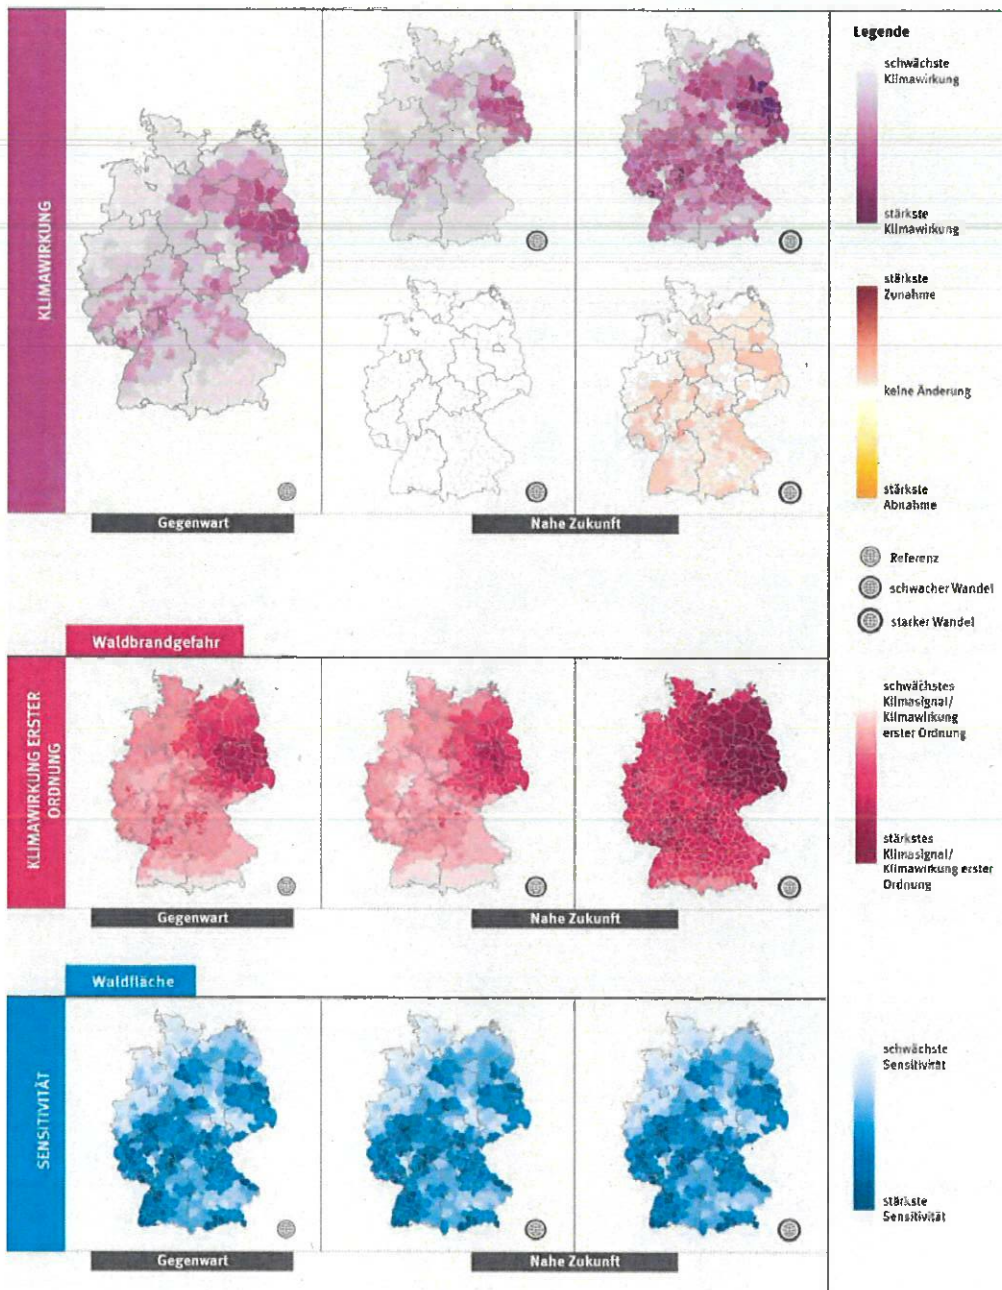 Legende
schwächste
Klimawirkung
stärkste
Klimawirkung
stärkste
Zunahme
keine Änderung
stärkste
Abnahme
Referenz
schwacher Wandel
starker Wandel
KLIMAWIRKUNG
Gegenwart
Nahe Zukunft
Waldbrandgefahr
KLIMAWIRKUNG ERSTER
ORDNUNG
schwächstes
Klimasignal/
Klimawirkung
erster Ordnung
stärkstes
Klimasignal/
Klimawirkung erster
Ordnung
Gegenwart
Nahe Zukunft
Waldfläche
SENSITIVITÄT
schwächste
Sensitivität
stärkste
Sensitivität
Gegenwart
Nahe Zukunft